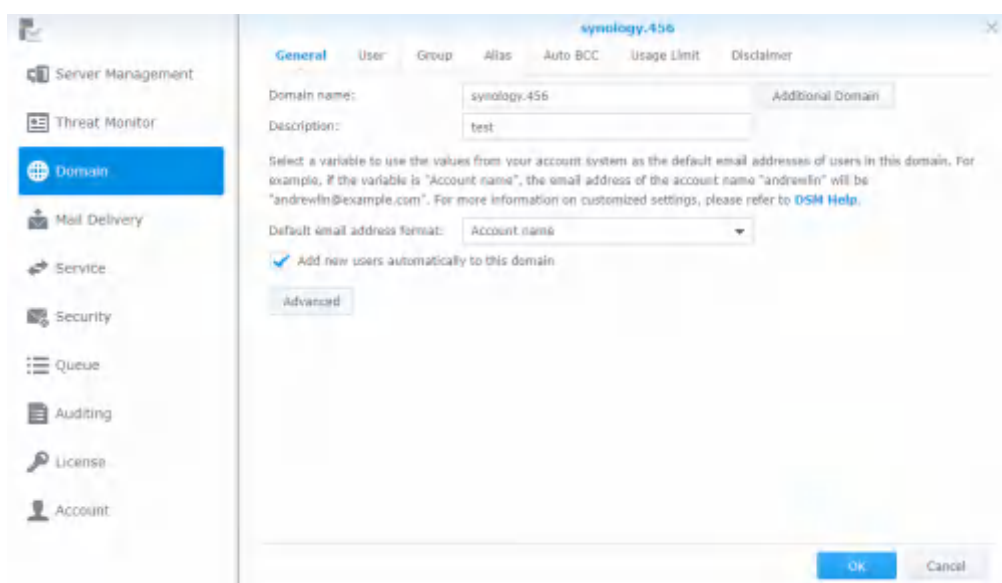 synology.456
General User Group Alias Auto BCC Usage Limit Disclaimer
Server Management
Threat Monitor
Domain
Mail Delivery
Service
Security
Queue
Auditing
License
Account
Domain name: synology.456 Additional Domain
Description: test
Select a variable to use the values from your account system as the default email addresses of users in this domain. For
example, if the variable is "Account name", the email address of the account name "andrewlin" will be
"andrewlin@example.com". For more information on customized settings, please refer to DSM Help.
Default email address format: Account name
Add new users automatically to this domain
Advanced
OK Cancel